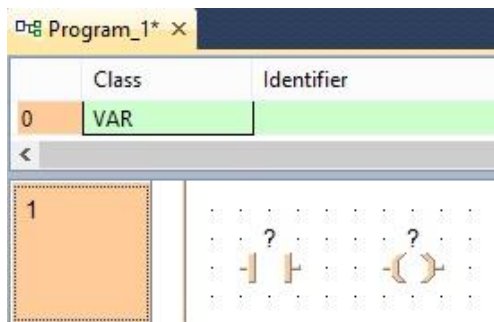 Program_1* ×
Class Identifier
0 VAR
<
1
? ?